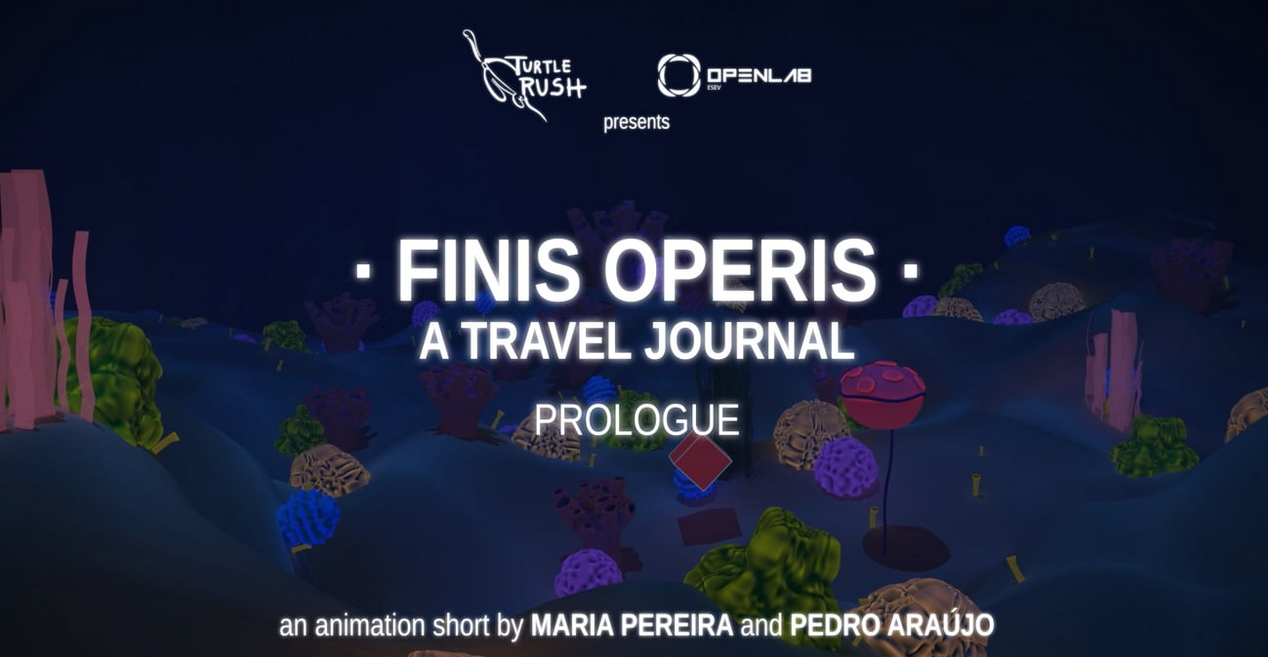 TURTLE
RUSH
OPENLAB
ESEV
presents
· FINIS OPERIS ·
A TRAVEL JOURNAL
PROLOGUE
an animation short by MARIA PEREIRA and PEDRO ARAÚJO